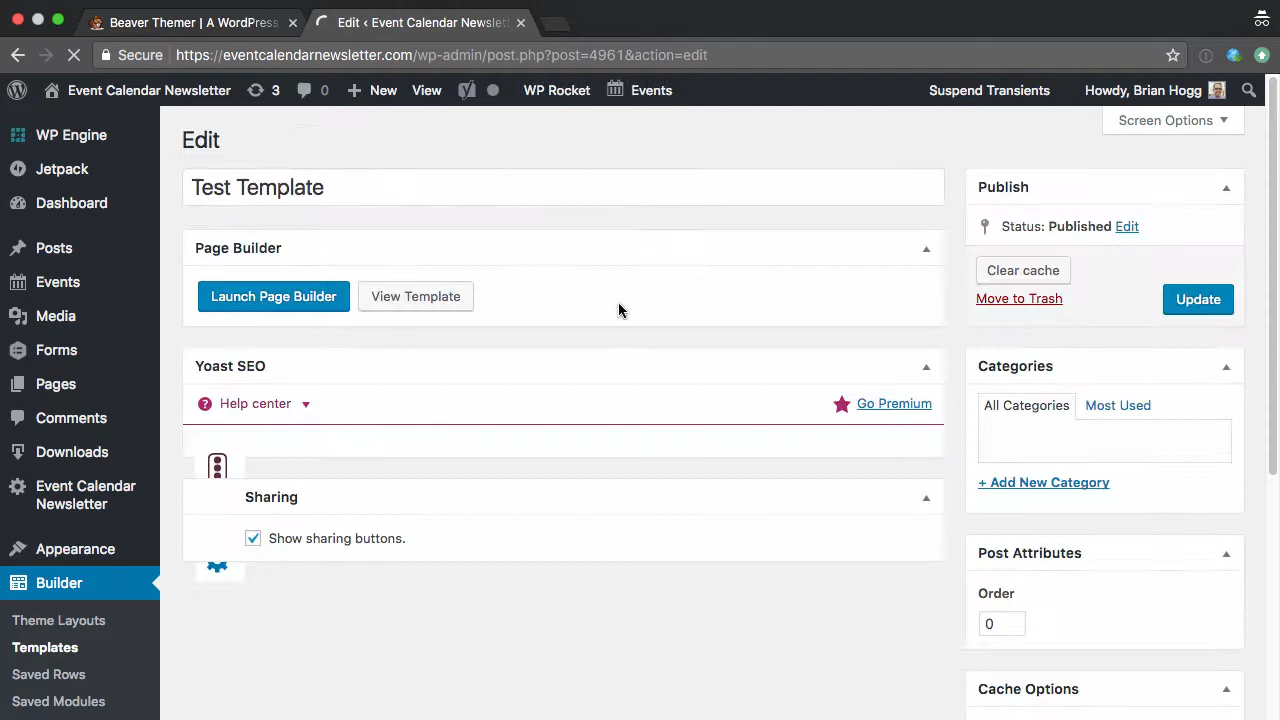 Beaver Themer | A WordPress
Edit ‹ Event Calendar Newslett
Secure https://eventcalendarnewsletter.com/wp-admin/post.php?post=4961&action=edit
Event Calendar Newsletter 3 0 New View WP Rocket Events Suspend Transients Howdy, Brian Hogg
Screen Options
WP Engine
Jetpack
Dashboard
Posts
Events
Media
Forms
Pages
Comments
Downloads
Event Calendar
Newsletter
Appearance
Builder
Theme Layouts
Templates
Saved Rows
Saved Modules
Edit
Test Template
Page Builder
Launch Page Builder View Template
Yoast SEO
Help center Go Premium
Sharing
Show sharing buttons.
Publish
Status: Published Edit
Clear cache
Move to Trash Update
Categories
All Categories Most Used
+ Add New Category
Post Attributes
Order
0
Cache Options